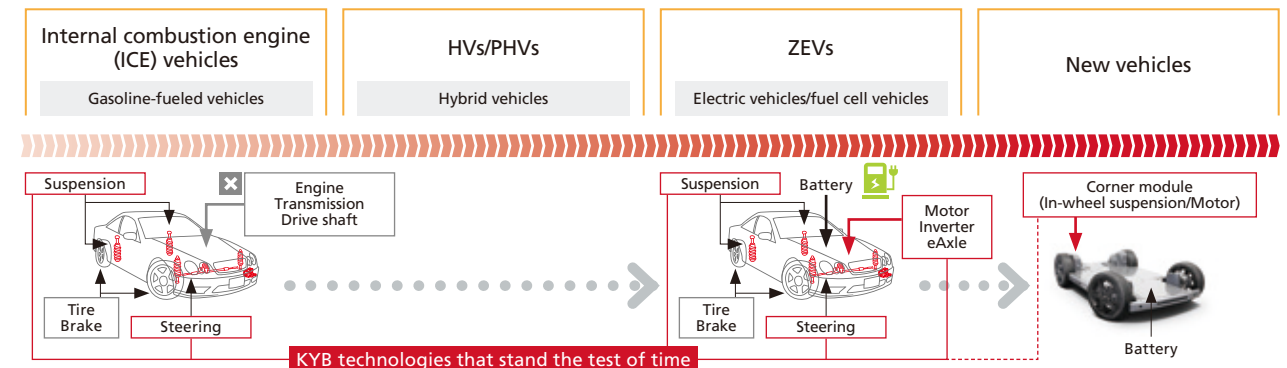 Internal combustion engine
(ICE) vehicles
Gasoline-fueled vehicles
HVs/PHVs
Hybrid vehicles
ZEVs
Electric vehicles/fuel cell vehicles
New vehicles
Suspension
Engine
Transmission
Drive shaft
Tire
Brake
Steering
Suspension
Battery
Motor
Inverter
eAxle
Tire
Brake
Steering
Corner module
(In-wheel suspension/Motor)
Battery
KYB technologies that stand the test of time